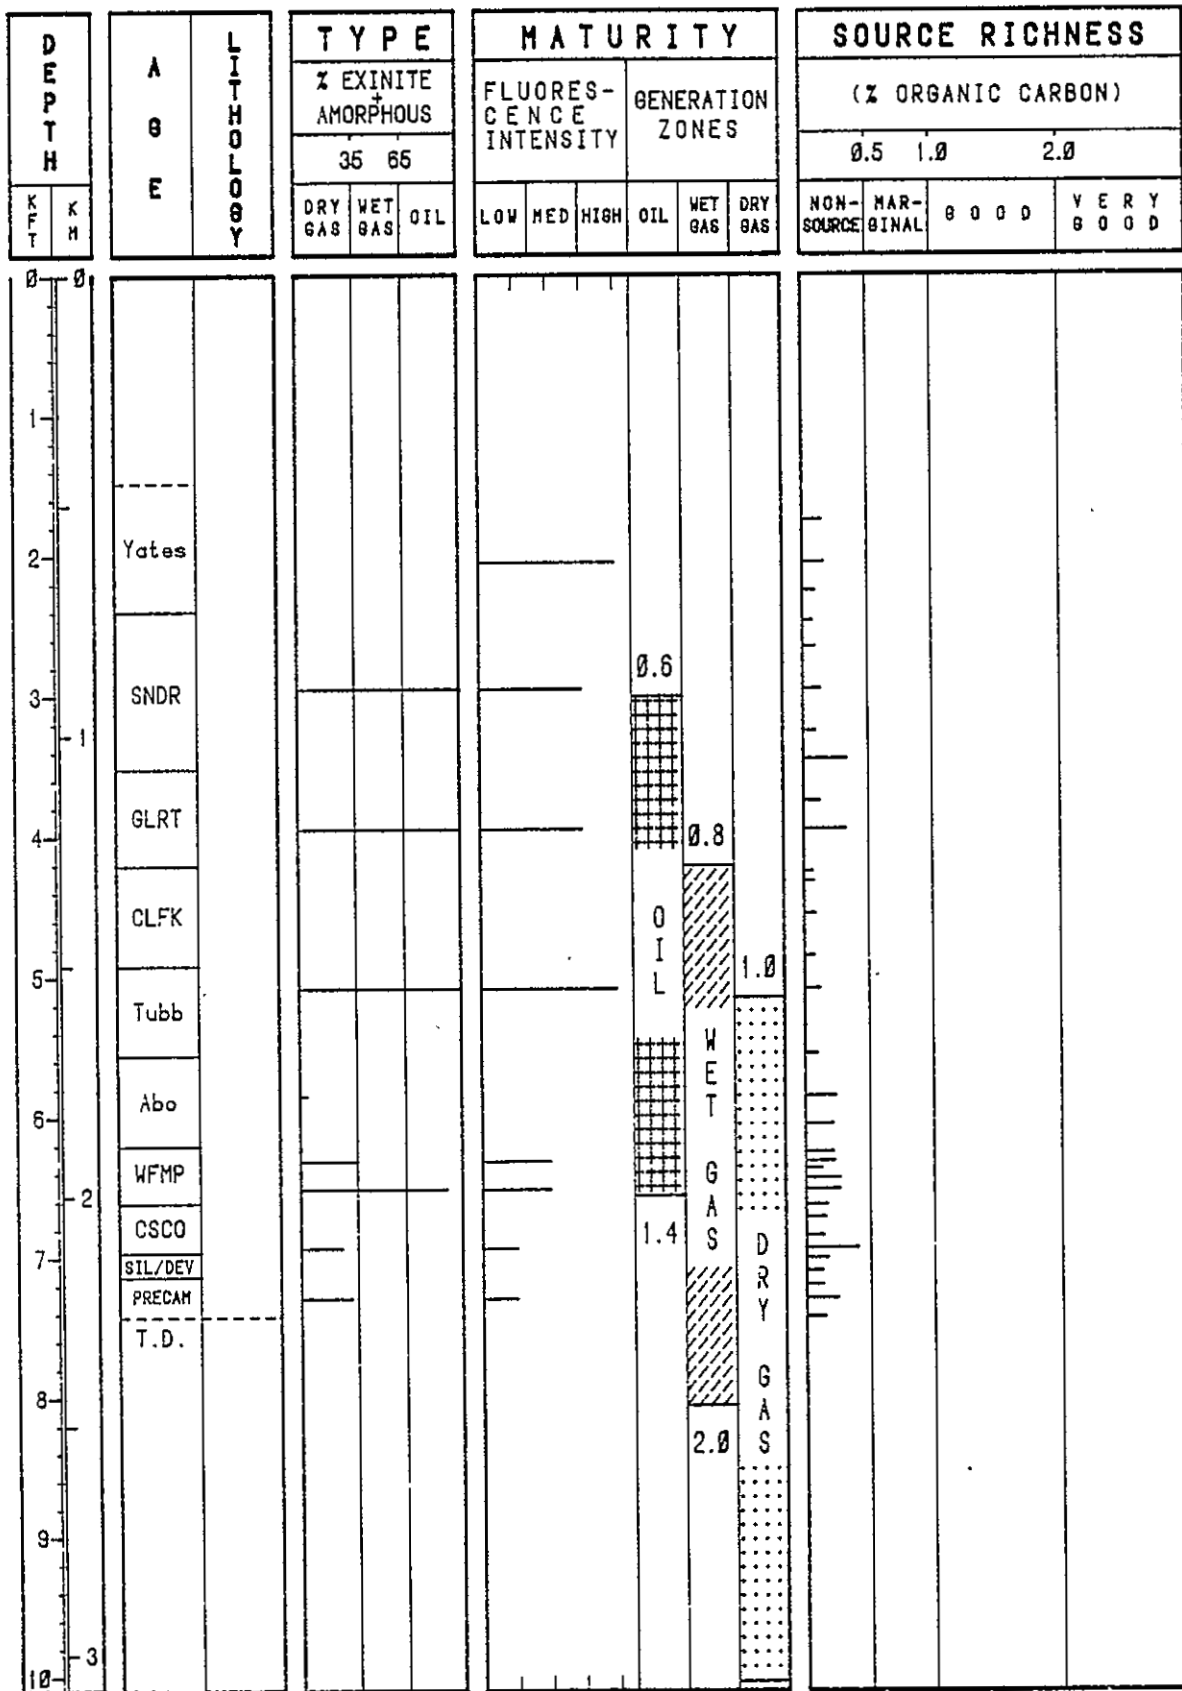 DEPTH
AGE
LITHOLOGY
TYPE
MATURITY
SOURCE RICHNESS
% EXINITE
+
AMORPHOUS
35 65
FLUORES-
CENCE
INTENSITY
GENERATION
ZONES
(% ORGANIC CARBON)
0.5 1.0 2.0
KFT
KM
DRY GAS
WET GAS
OIL
LOW
MED
HIGH
OIL
WET GAS
DRY GAS
NON-SOURCE
MAR-GINAL
GOOD
VERY GOOD
0 0
1
Yates
2
0.6
SNDR
3
1
GLRT
4
0.8
CLFK
OIL
5
1.0
Tubb
WET GAS
Abo
6
WFMP
2
CSCO
1.4
7
SIL/DEV
PRECAM
T.D.
DRY GAS
8
2.0
9
3
10